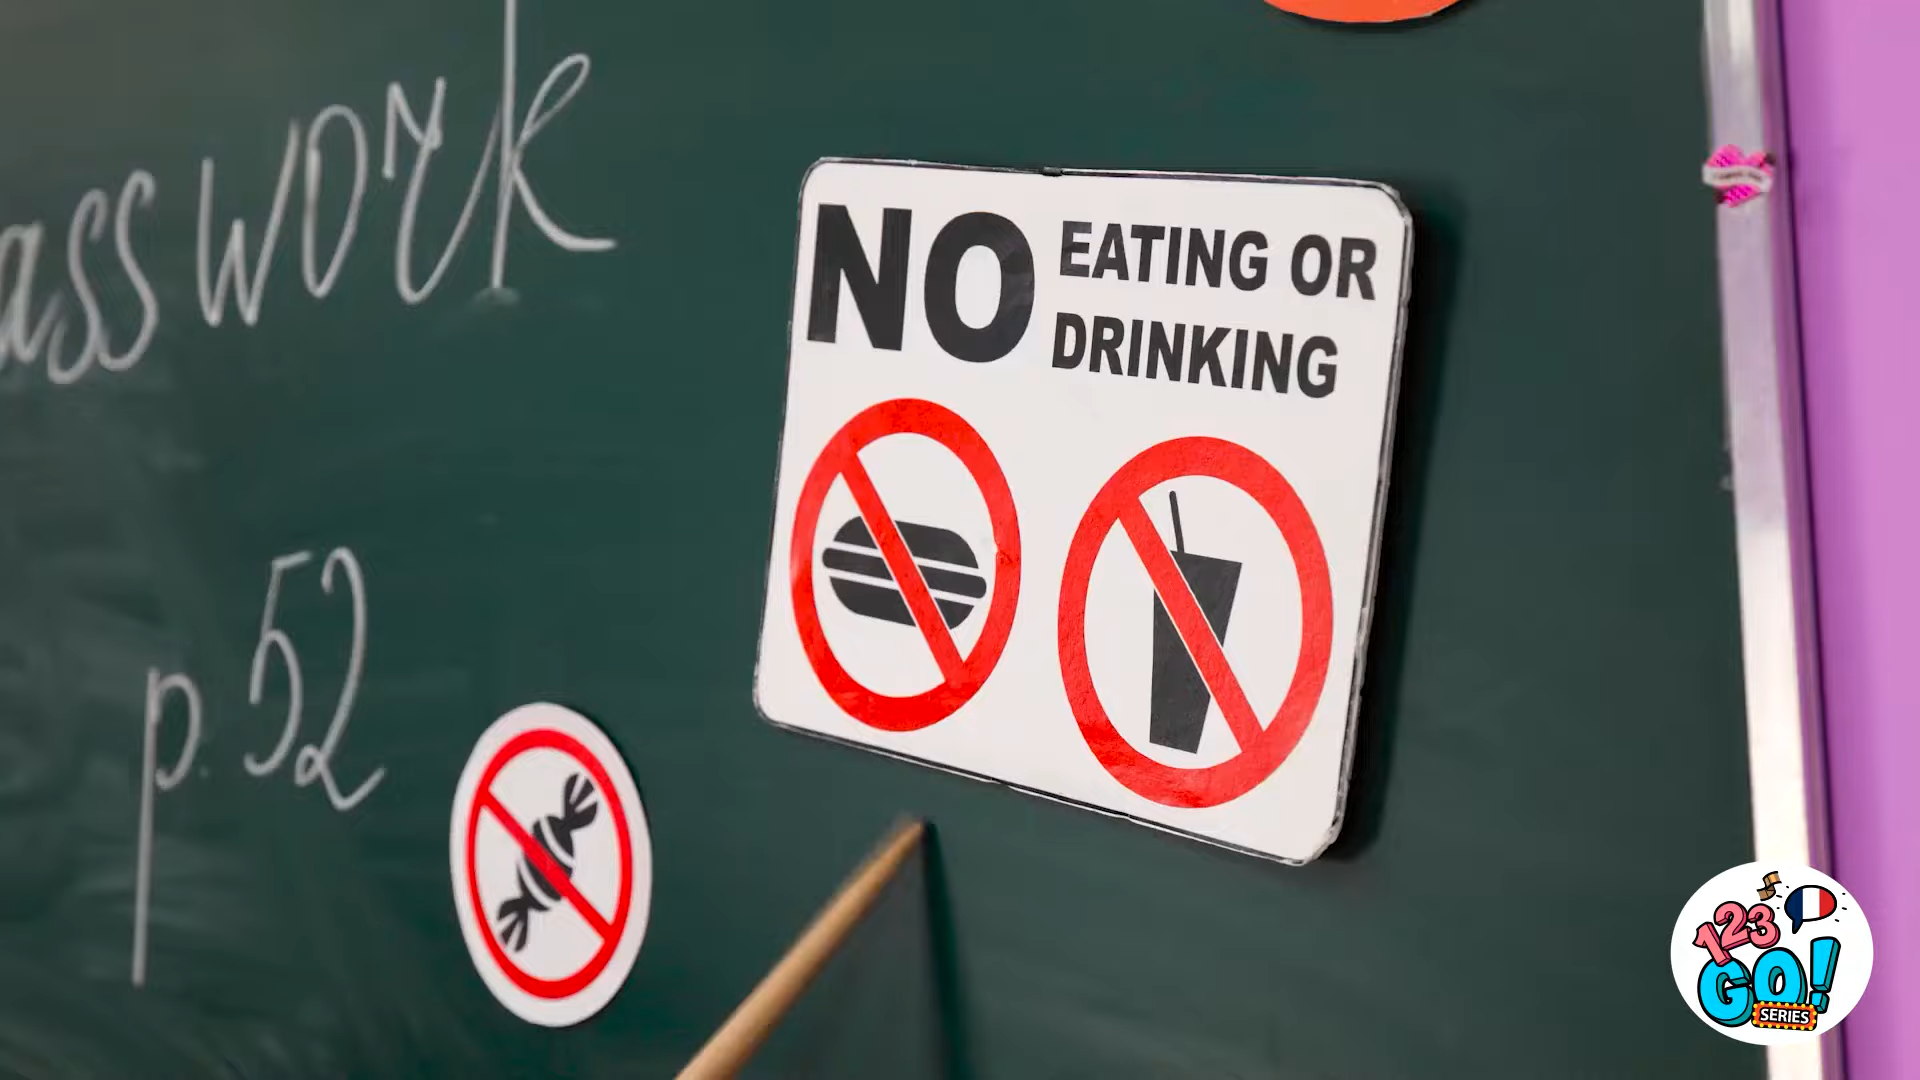 asswork
NO EATING OR
DRINKING
p. 52
123
GO!
SERIES